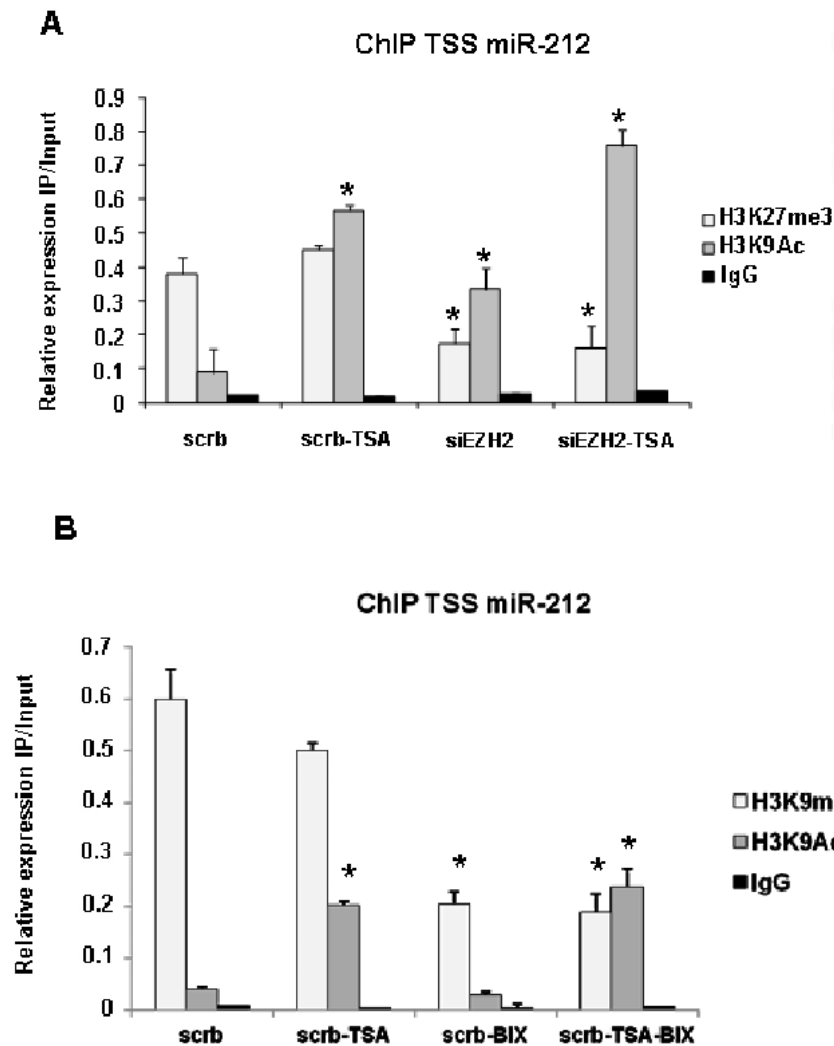 A
ChIP TSS miR-212
Relative expression IP/Input
0.9
0.8
0.7
0.6
0.5
0.4
0.3
0.2
0.1
0
*
*
*
*
*
H3K27me3
H3K9Ac
IgG
scrb
scrb-TSA
siEZH2
siEZH2-TSA
B
ChIP TSS miR-212
Relative expression IP/Input
0.7
0.6
0.5
0.4
0.3
0.2
0.1
0
*
*
*
*
H3K9m
H3K9Ac
IgG
scrb
scrb-TSA
scrb-BIX
scrb-TSA-BIX